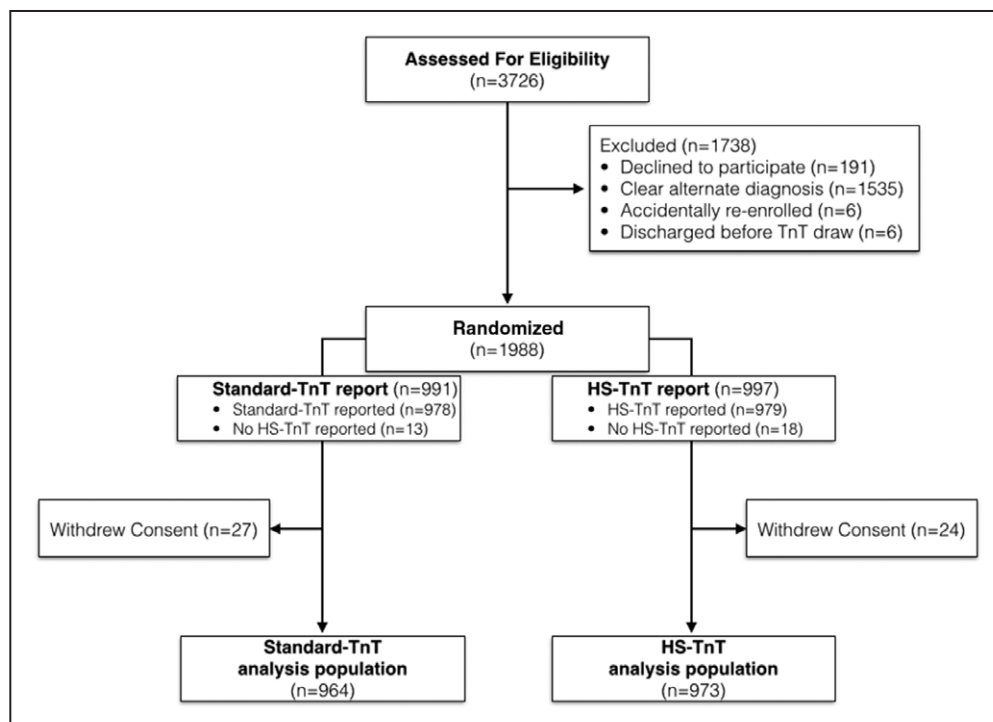 Assessed For Eligibility
(n=3726)
Excluded (n=1738)
• Declined to participate (n=191)
• Clear alternate diagnosis (n=1535)
• Accidentally re-enrolled (n=6)
• Discharged before TnT draw (n=6)
Randomized
(n=1988)
Standard-TnT report (n=991)
• Standard-TnT reported (n=978)
• No HS-TnT reported (n=13)
HS-TnT report (n=997)
• HS-TnT reported (n=979)
• No HS-TnT reported (n=18)
Withdrew Consent (n=27)
Withdrew Consent (n=24)
Standard-TnT
analysis population
(n=964)
HS-TnT
analysis population
(n=973)